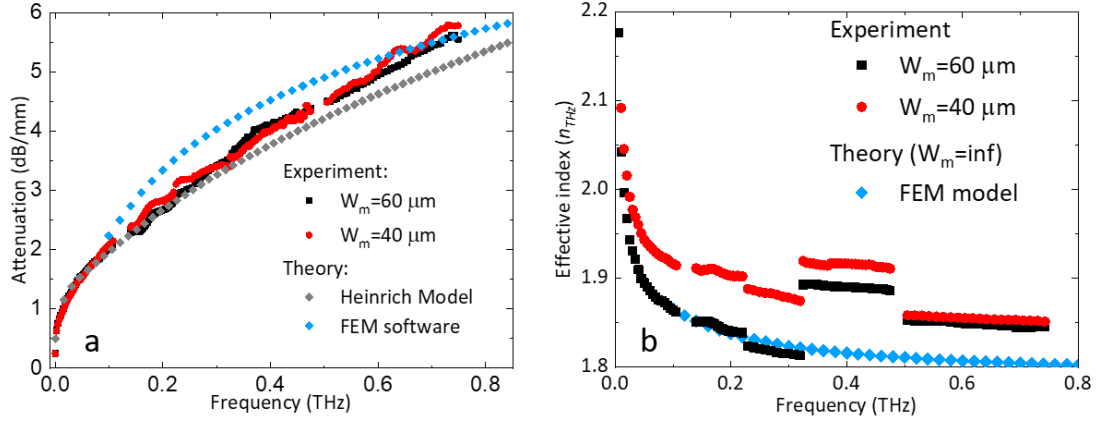 6
5
4
3
2
1
0
Attenuation (dB/mm)
0.0
0.2
0.4
0.6
0.8
Frequency (THz)
a
Experiment:
Wm=60 μm
Wm=40 μm
Theory:
Heinrich Model
FEM software
2.2
2.1
2.0
1.9
1.8
Effective index (nTHz)
0.0
0.2
0.4
0.6
0.8
Frequency (THz)
b
Experiment
W_m=60 μm
W_m=40 μm
Theory (W_m=inf)
FEM model